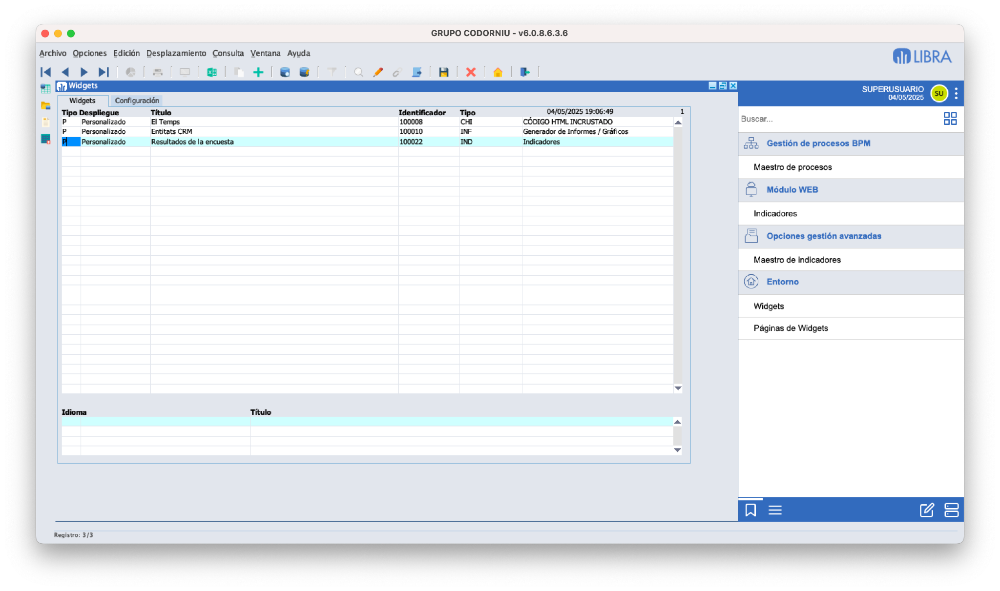 GRUPO CODORNIU - v6.0.8.6.3.6
Archivo Opciones Edición Desplazamiento Consulta Ventana Ayuda
LIBRA
Widgets
SUPERUSUARIO
04/05/2025
SU
Widgets Configuración
Tipo Despliegue Título Identificador Tipo 04/05/2025 19:06:49 1
P Personalizado El Temps 100008 CHI CÓDIGO HTML INCRUSTADO
P Personalizado Entitats CRM 100010 INF Generador de Informes / Gráficos
P Personalizado Resultados de la encuesta 100022 IND Indicadores
Idioma Título
Buscar...
Gestión de procesos BPM
Maestro de procesos
Módulo WEB
Indicadores
Opciones gestión avanzadas
Maestro de indicadores
Entorno
Widgets
Páginas de Widgets
Registro: 3/3